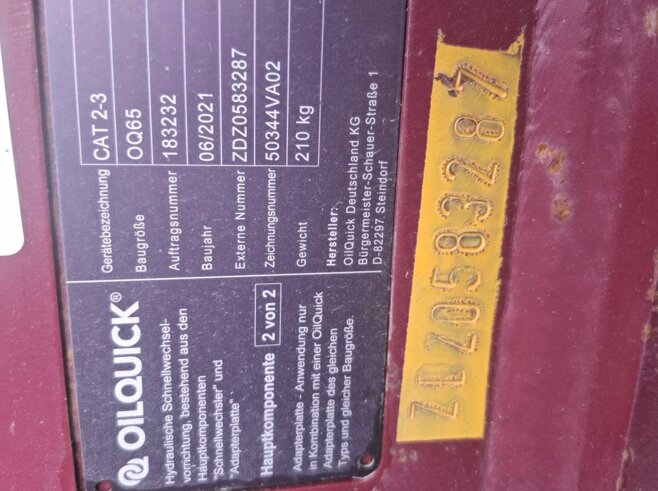 OILQUICK®
Hydraulische Schnellwechsel-
vorrichtung, bestehend aus den
Hauptkomponenten
"Schnellwechsler" und
"Adapterplatte"
Hauptkomponente 2 von 2
Adapterplatte - Anwendung nur
in Kombination mit einer OilQuick
Adapterplatte des gleichen
Typs und gleicher Baugröße.
Gerätebezeichnung CAT 2-3
Baugröße OQ65
Auftragsnummer 183232
Baujahr 06/2021
Externe Nummer ZDZ0583287
Zeichnungsnummer 50344VA02
Gewicht 210 kg
Hersteller:
OilQuick Deutschland KG
Bürgermeister-Schauer-Straße 1
D-82297 Steindorf
ZDZ0583287